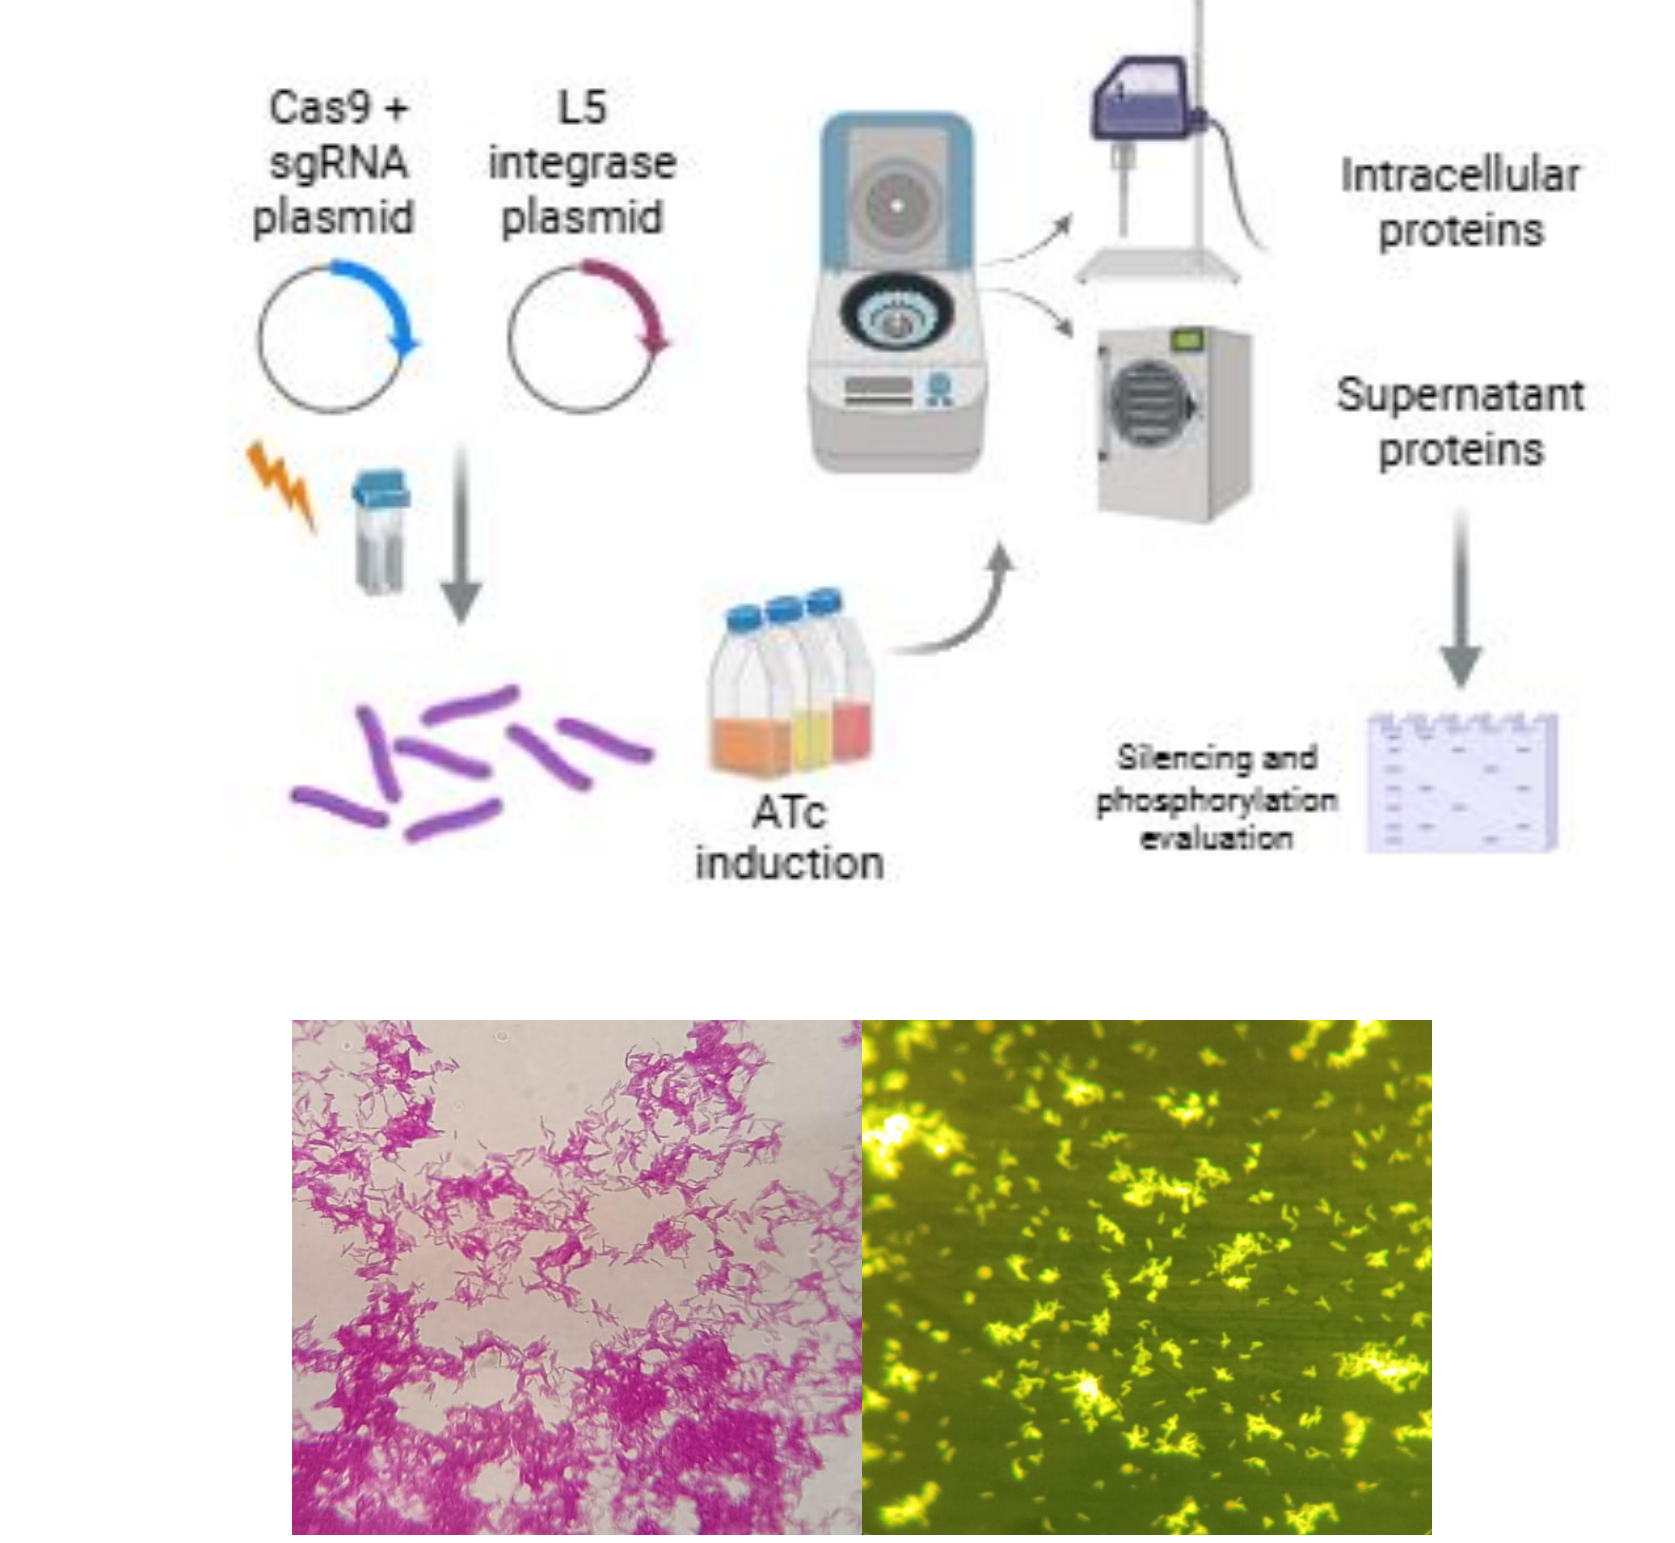 Cas9 +
sgRNA
plasmid
L5
integrase
plasmid
Intracellular
proteins
Supernatant
proteins
ATc
induction
Silencing and
phosphorylation
evaluation